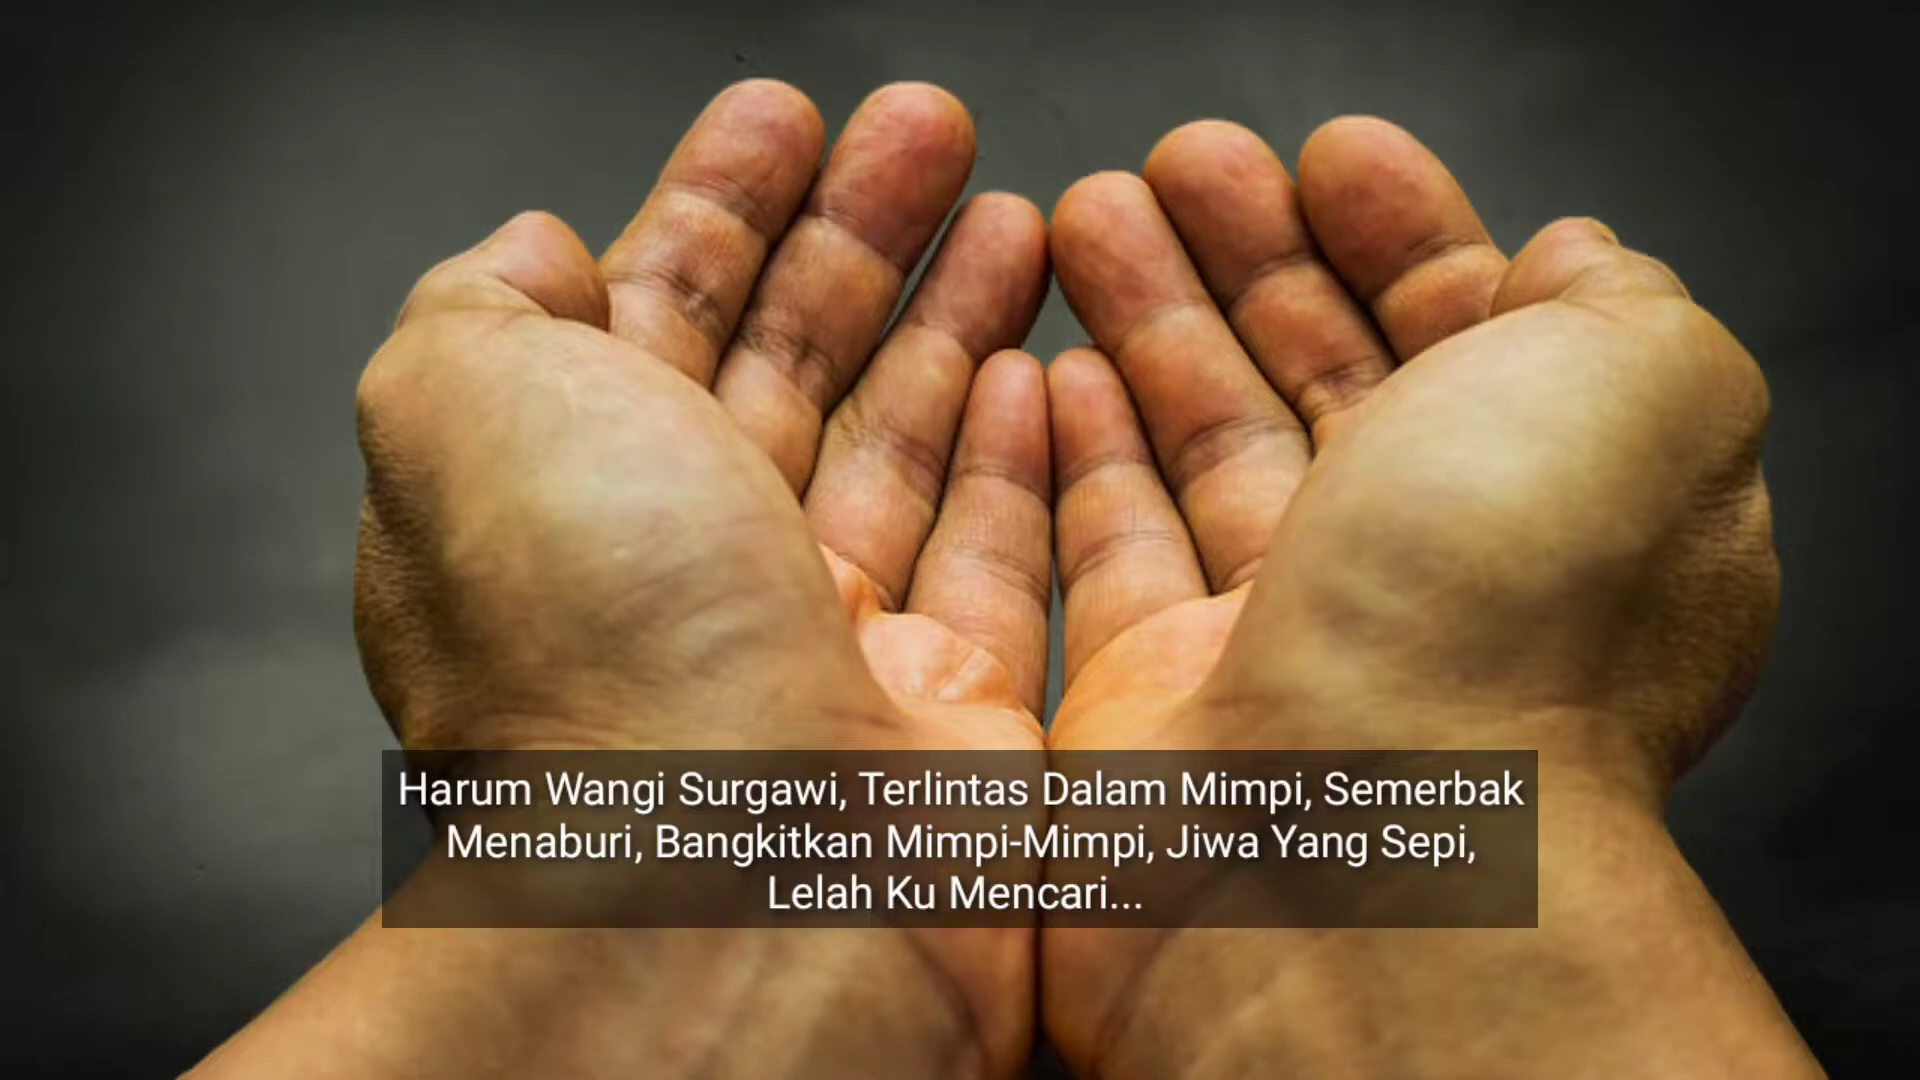 Harum Wangi Surgawi, Terlintas Dalam Mimpi, Semerbak
Menaburi, Bangkitkan Mimpi-Mimpi, Jiwa Yang Sepi,
Lelah Ku Mencari...